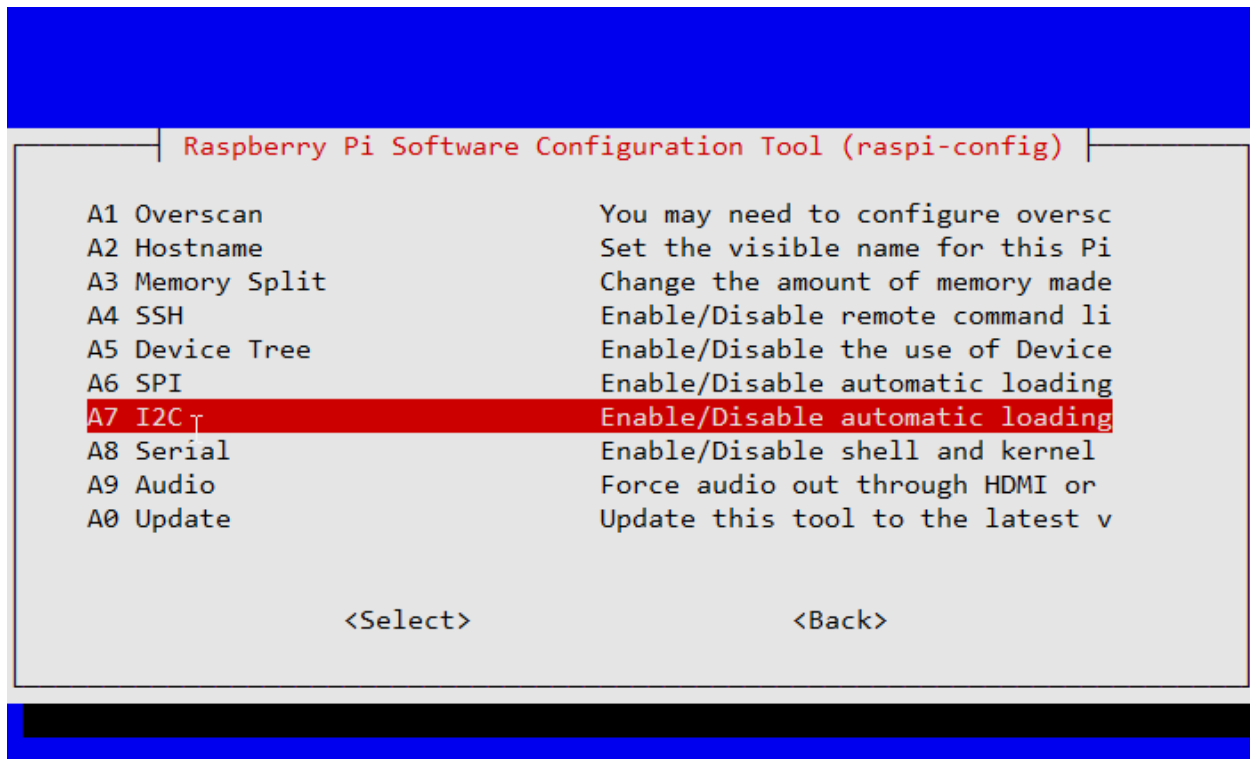 Raspberry Pi Software Configuration Tool (raspi-config)
A1 Overscan You may need to configure oversc
A2 Hostname Set the visible name for this Pi
A3 Memory Split Change the amount of memory made
A4 SSH Enable/Disable remote command li
A5 Device Tree Enable/Disable the use of Device
A6 SPI Enable/Disable automatic loading
A7 I2C Enable/Disable automatic loading
A8 Serial Enable/Disable shell and kernel
A9 Audio Force audio out through HDMI or
A0 Update Update this tool to the latest v
<Select> <Back>